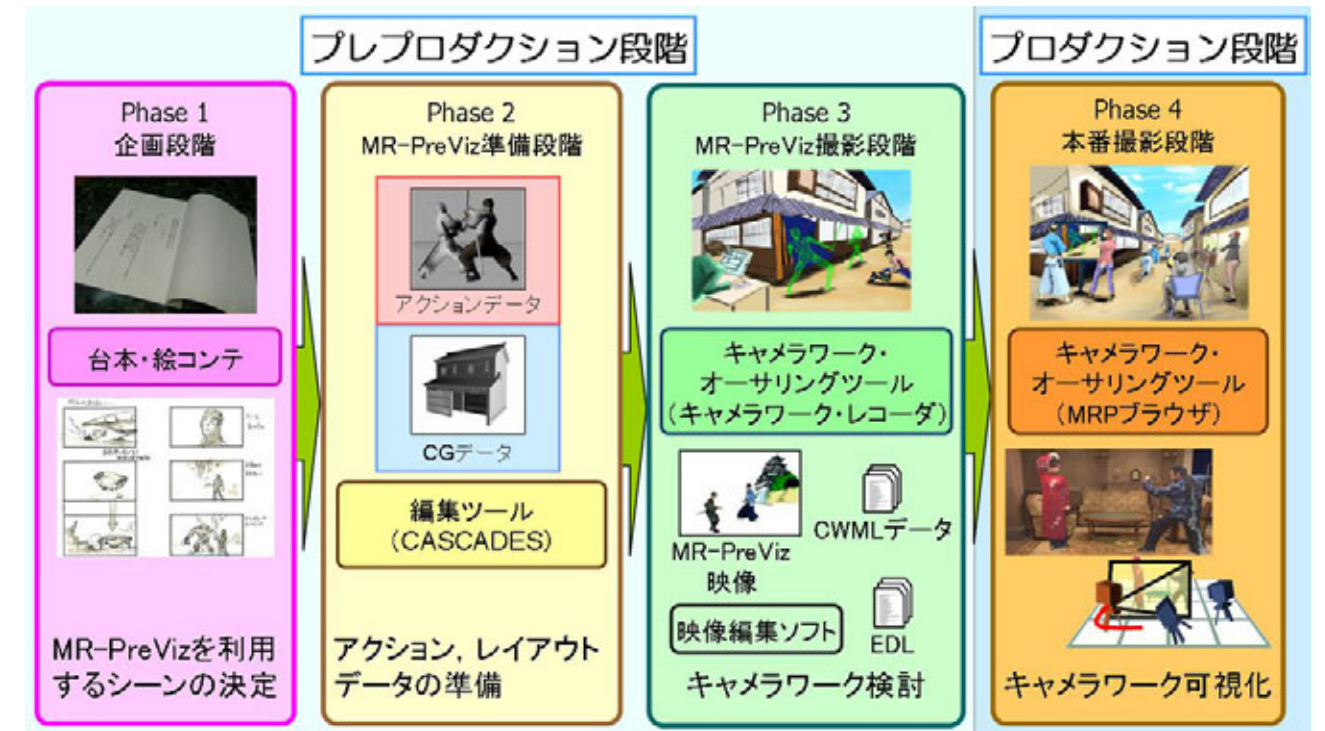 プレプロダクション段階
プロダクション段階
Phase 1
企画段階
台本・絵コンテ
MR-PreVizを利用
するシーンの決定
Phase 2
MR-PreViz準備段階
アクションデータ
CGデータ
編集ツール
(CASCADES)
アクション, レイアウト
データの準備
Phase 3
MR-PreViz撮影段階
キャメラワーク・
オーサリングツール
(キャメラワーク・レコーダ)
MR-PreViz
映像
CWMLデータ
映像編集ソフト
EDL
キャメラワーク検討
Phase 4
本番撮影段階
キャメラワーク・
オーサリングツール
(MRPブラウザ)
キャメラワーク可視化